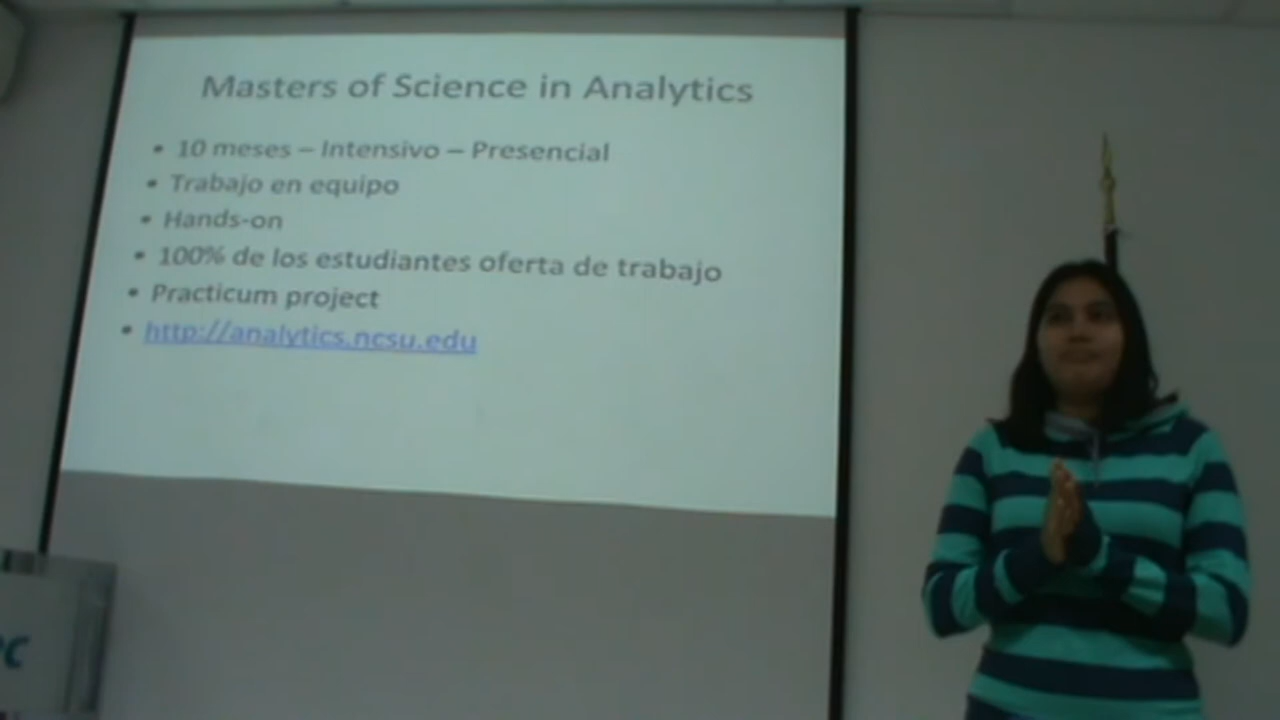 Masters of Science in Analytics
• 10 meses – Intensivo – Presencial
• Trabajo en equipo
• Hands-on
• 100% de los estudiantes oferta de trabajo
• Practicum project
• http://analytics.ncsu.edu